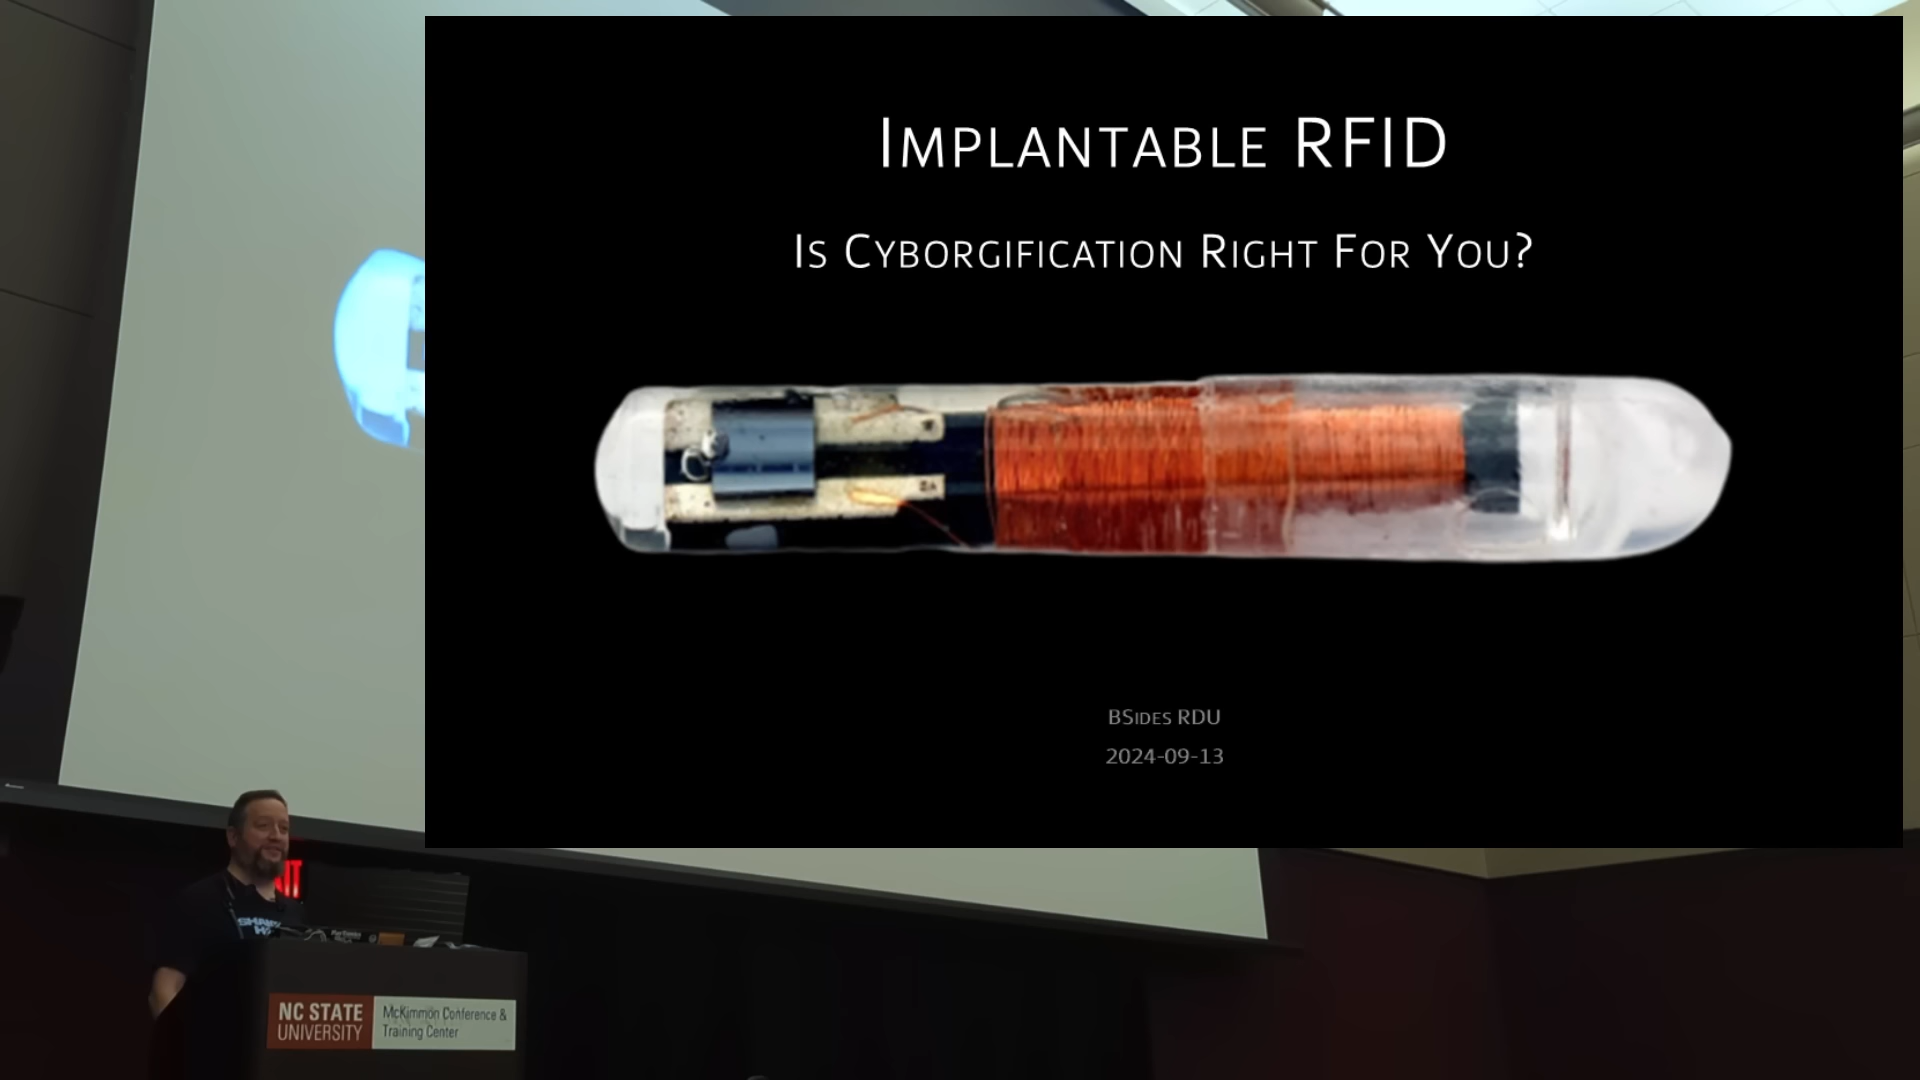 Implantable RFID
Is Cyborgification Right For You?
BSides RDU
2024-09-13
NC STATE
UNIVERSITY
McKimmon Conference &
Training Center